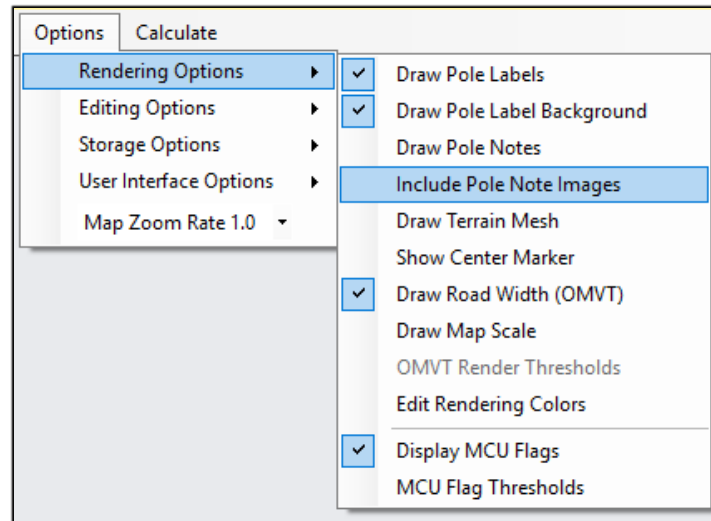 Options Calculate
Rendering Options
Editing Options
Storage Options
User Interface Options
Map Zoom Rate 1.0
Draw Pole Labels
Draw Pole Label Background
Draw Pole Notes
Include Pole Note Images
Draw Terrain Mesh
Show Center Marker
Draw Road Width (OMVT)
Draw Map Scale
OMVT Render Thresholds
Edit Rendering Colors
Display MCU Flags
MCU Flag Thresholds